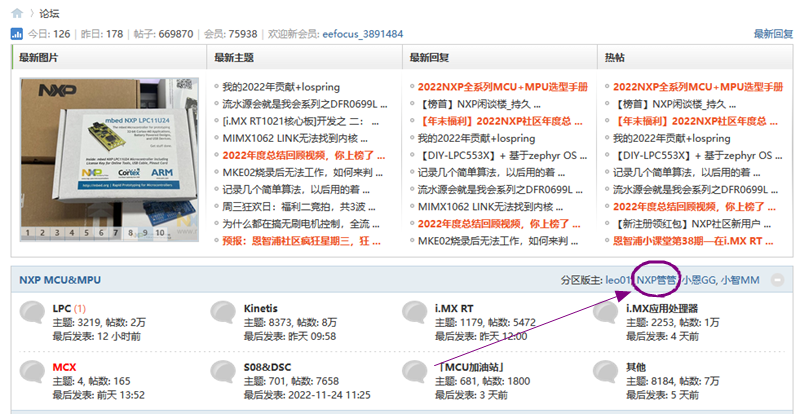 论坛
今日: 126 | 昨日: 178 | 帖子: 669870 | 会员: 75938 | 欢迎新会员: eefocus_3891484
最新回复
最新图片
NXP
mbed NXP LPC11U24
NXP Cortex ARM
1 2 3 4 5 6 7 8 9 10
最新主题
我的2022年贡献+lospring
流水源会就是我会系列之DFR0699L ...
[i.MX RT1021核心板]开发之 二： ...
MIMX1062 LINK无法找到内核 ...
2022年度总结回顾视频，你上榜了 ...
MKE02烧录后无法工作，如何来判 ...
记录几个简单算法，以后用的着 ...
周三狂欢日：福利二竞拍，共3波 ...
为什么都在搞无刷电机控制，全流 ...
预报：恩智浦社区疯狂星期三，狂 ...
最新回复
2022NXP全系列MCU+MPU选型手册
【榜首】NXP闲谈楼_持久 ...
【年末福利】2022NXP社区年度总 ...
我的2022年贡献+lospring
【DIY-LPC553X】+ 基于zephyr OS ...
记录几个简单算法，以后用的着 ...
流水源会就是我会系列之DFR0699L ...
MIMX1062 LINK无法找到内核 ...
2022年度总结回顾视频，你上榜了 ...
MKE02烧录后无法工作，如何来判 ...
热帖
2022NXP全系列MCU+MPU选型手册
【榜首】NXP闲谈楼_持久 ...
【年末福利】2022NXP社区年度总 ...
我的2022年贡献+lospring
【DIY-LPC553X】+ 基于zephyr OS ...
记录几个简单算法，以后用的着 ...
流水源会就是我会系列之DFR0699L ...
2022年度总结回顾视频，你上榜了 ...
【新注册领红包】NXP社区新用户 ...
恩智浦小课堂第38期—在i.MX RT ...
NXP MCU&MPU
分区版主: leo01, NXP管管, 小恩GG, 小智MM
LPC (1)
主题: 3219, 帖数: 2万
最后发表: 12 小时前
Kinetis
主题: 8373, 帖数: 8万
最后发表: 昨天 09:58
i.MX RT
主题: 1179, 帖数: 5472
最后发表: 昨天 12:00
i.MX应用处理器
主题: 2253, 帖数: 1万
最后发表: 4 天前
MCX
主题: 4, 帖数: 165
最后发表: 前天 13:52
S08&DSC
主题: 701, 帖数: 7658
最后发表: 2022-11-24 11:25
「MCU加油站」
主题: 681, 帖数: 1800
最后发表: 3 天前
其他
主题: 8184, 帖数: 7万
最后发表: 5 天前